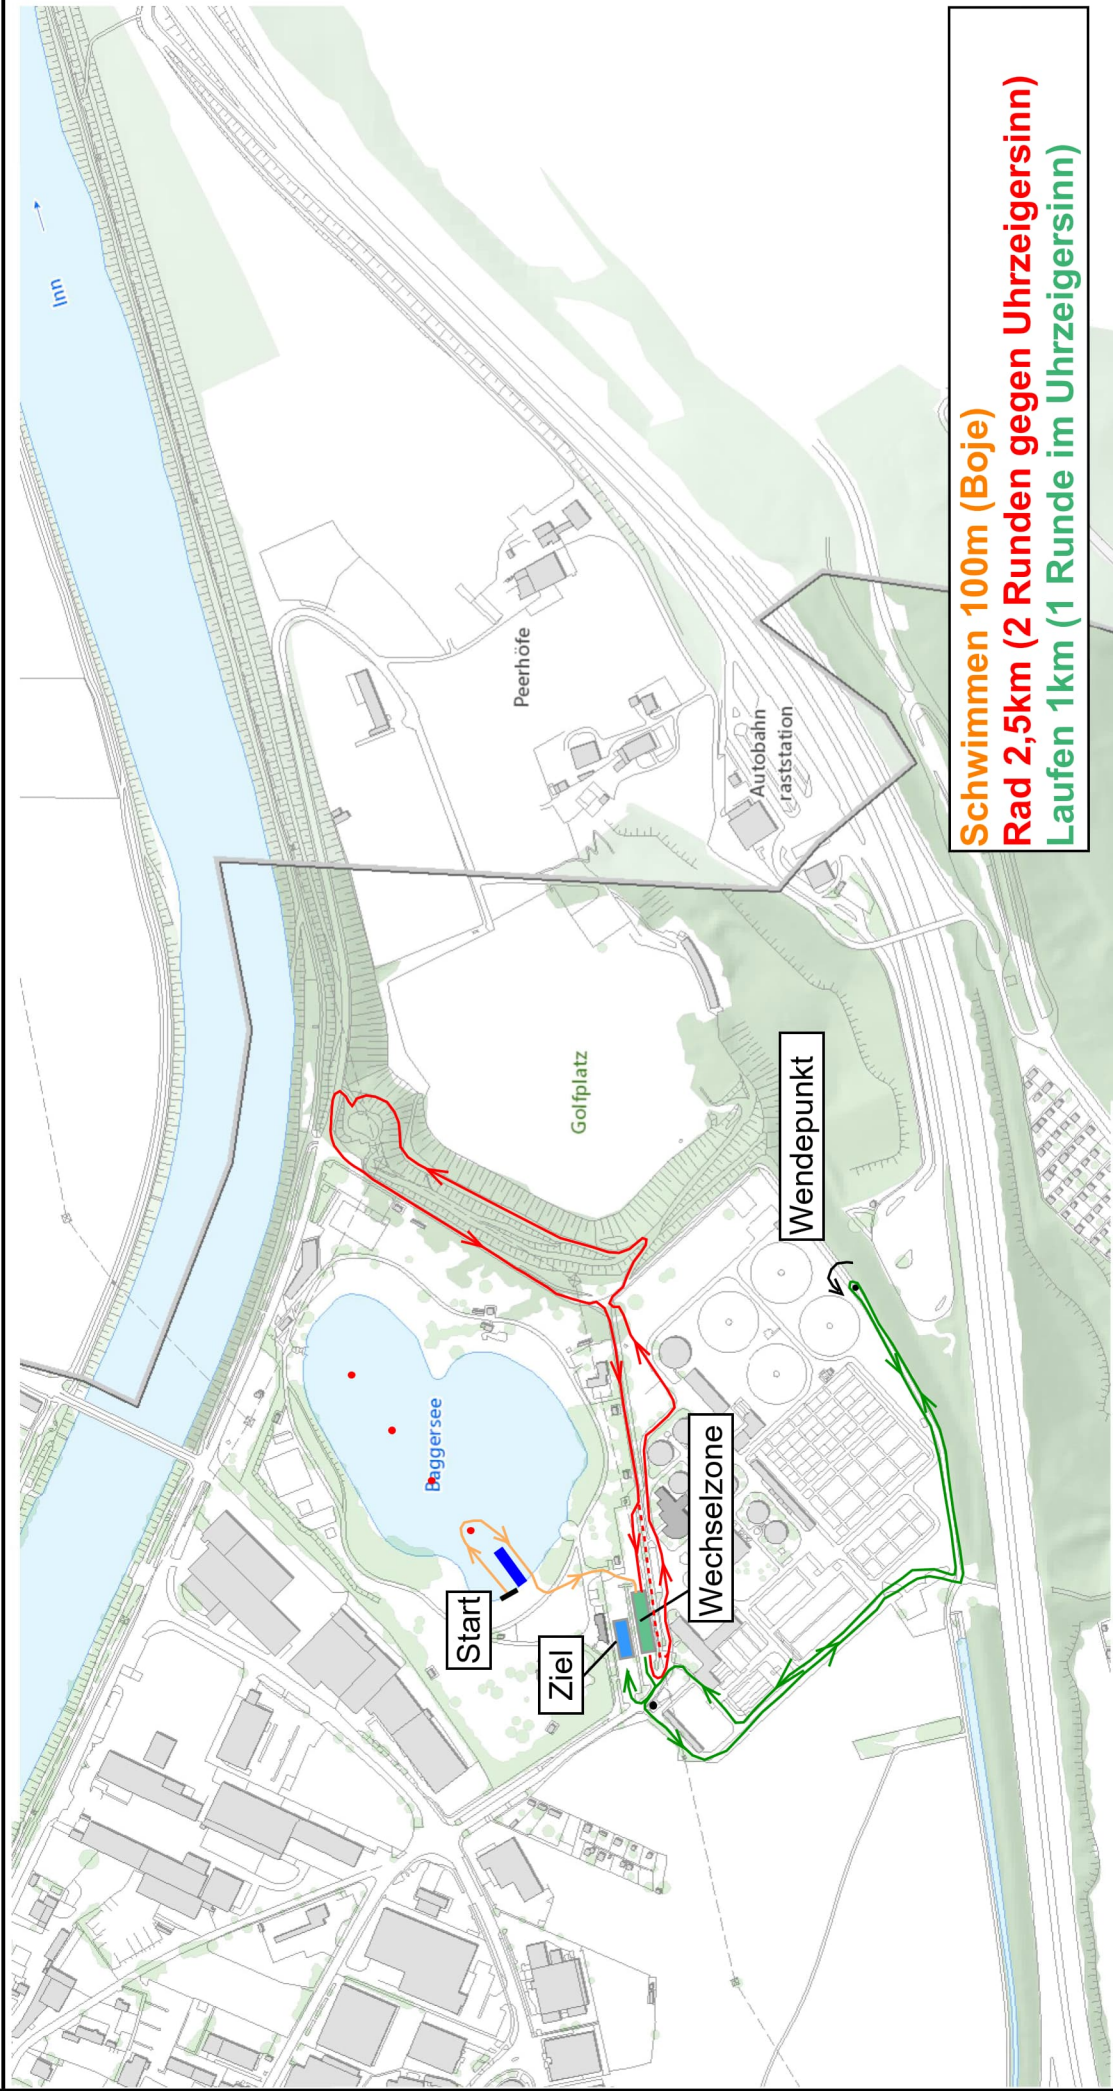 Inn
Peerhöfe
Autobahn
raststation
Golfplatz
Baggersee
Start
Ziel
Wechselzone
Wendepunkt
Schwimmen 100m (Boje)
Rad 2,5km (2 Runden gegen Uhrzeigersinn)
Laufen 1km (1 Runde im Uhrzeigersinn)